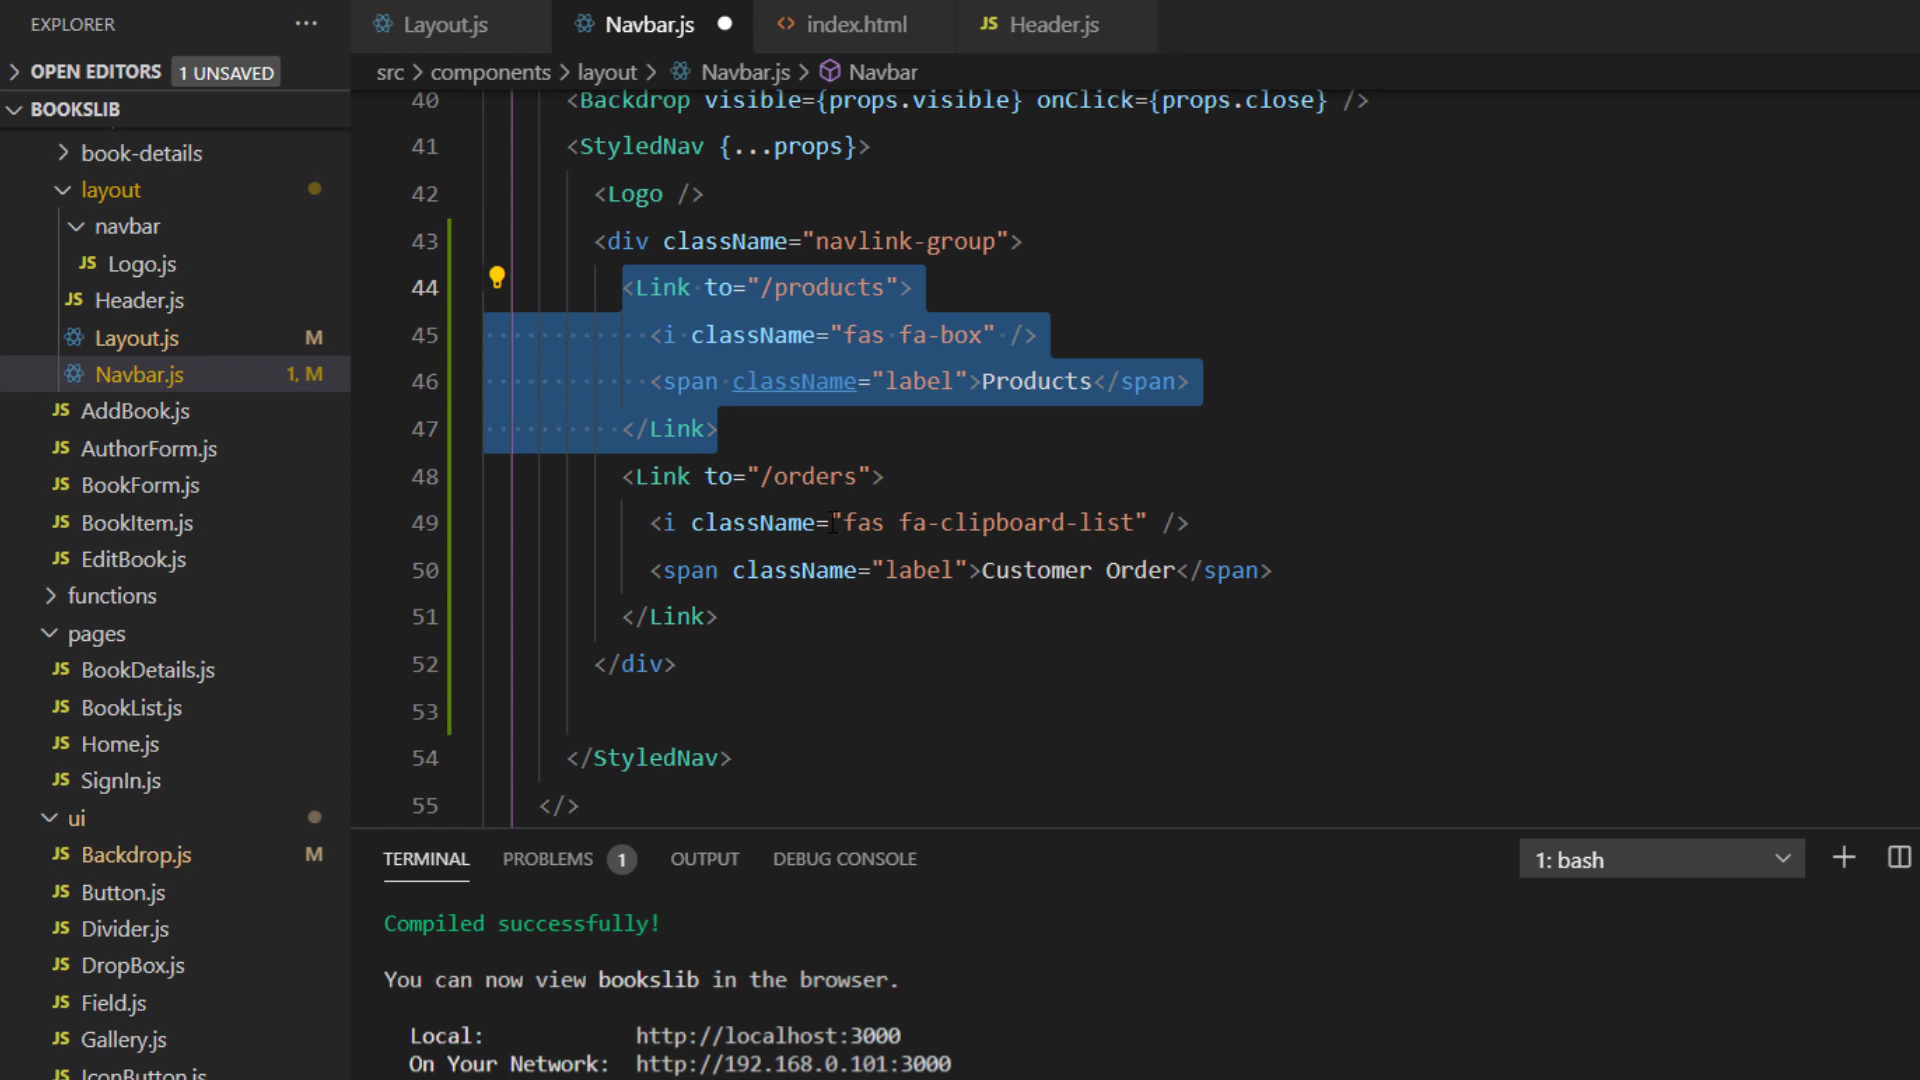 EXPLORER
OPEN EDITORS 1 UNSAVED
BOOKSLIB
book-details
layout
navbar
JS Logo.js
JS Header.js
Layout.js M
Navbar.js 1, M
JS AddBook.js
JS AuthorForm.js
JS BookForm.js
JS BookItem.js
JS EditBook.js
functions
pages
JS BookDetails.js
JS BookList.js
JS Home.js
JS SignIn.js
ui
JS Backdrop.js M
JS Button.js
JS Divider.js
JS DropBox.js
JS Field.js
JS Gallery.js
JS IconButton.js
Layout.js Navbar.js index.html JS Header.js
src > components > layout > Navbar.js > Navbar
40 <Backdrop visible={props.visible} onClick={props.close} />
41 <StyledNav {...props}>
42 <Logo />
43 <div className="navlink-group">
44 <Link to="/products">
45 <i className="fas fa-box" />
46 <span className="label">Products</span>
47 </Link>
48 <Link to="/orders">
49 <i className="fas fa-clipboard-list" />
50 <span className="label">Customer Order</span>
51 </Link>
52 </div>
53
54 </StyledNav>
55 </>
TERMINAL PROBLEMS 1 OUTPUT DEBUG CONSOLE 1: bash
Compiled successfully!
You can now view bookslib in the browser.
Local: http://localhost:3000
On Your Network: http://192.168.0.101:3000